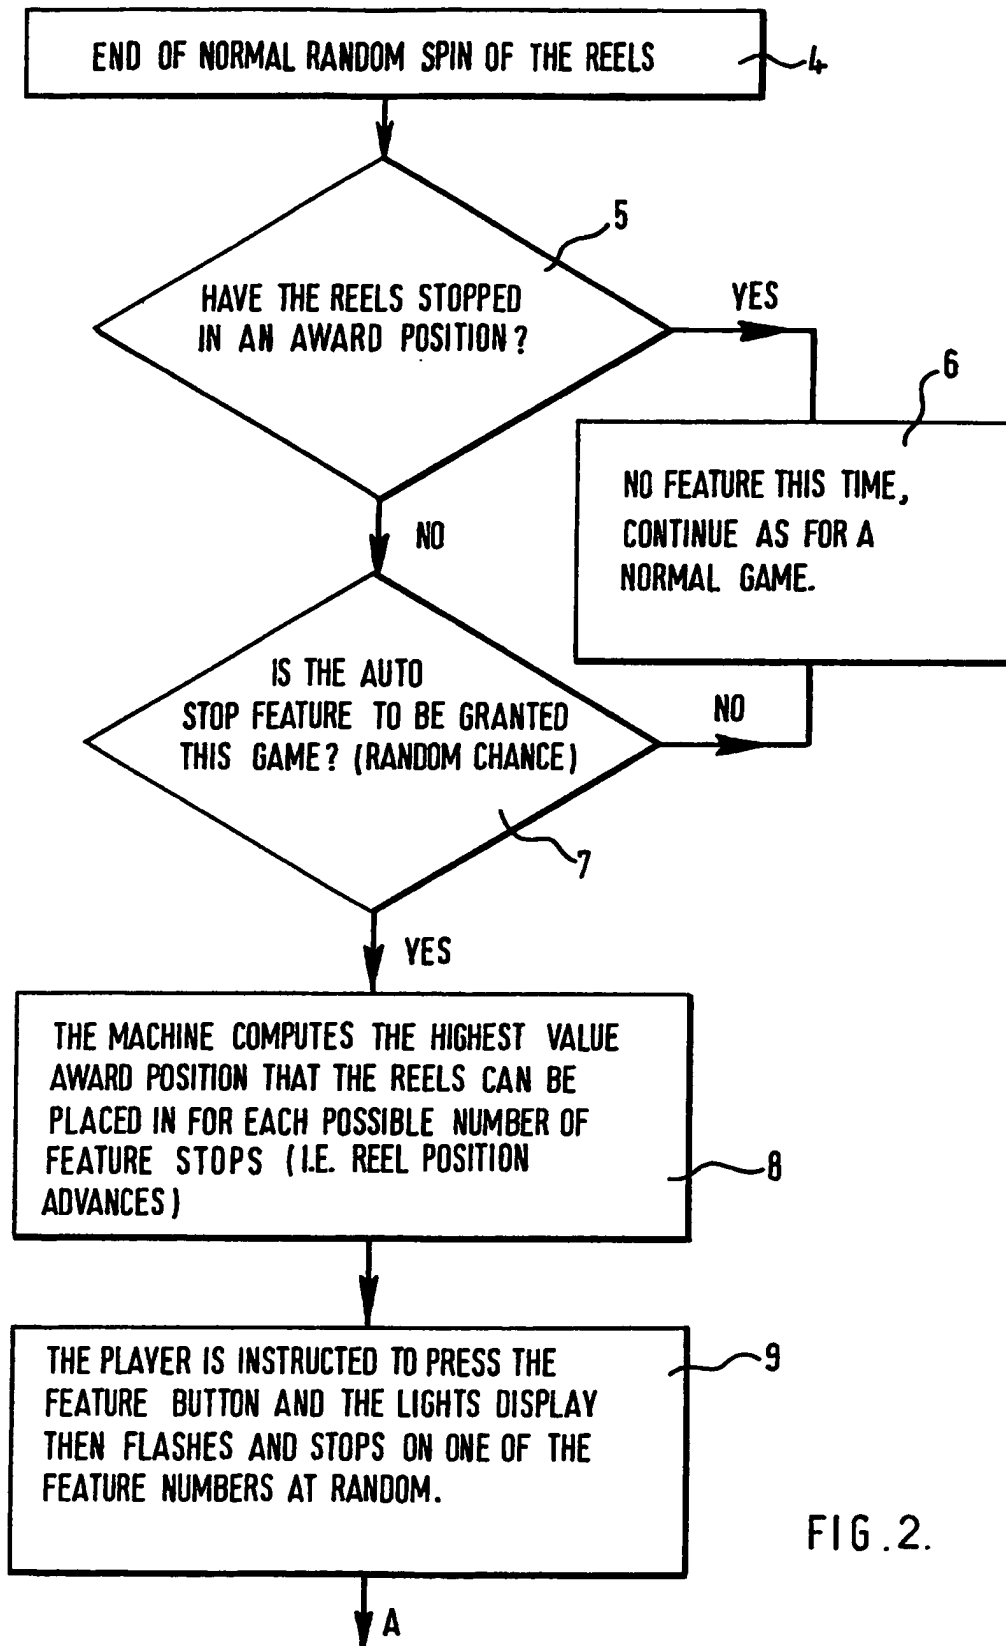 END OF NORMAL RANDOM SPIN OF THE REELS
4
5
HAVE THE REELS STOPPED
IN AN AWARD POSITION?
YES
6
NO FEATURE THIS TIME,
CONTINUE AS FOR A
NORMAL GAME.
NO
IS THE AUTO
STOP FEATURE TO BE GRANTED
THIS GAME? (RANDOM CHANCE)
NO
7
YES
THE MACHINE COMPUTES THE HIGHEST VALUE
AWARD POSITION THAT THE REELS CAN BE
PLACED IN FOR EACH POSSIBLE NUMBER OF
FEATURE STOPS (I.E. REEL POSITION
ADVANCES)
8
THE PLAYER IS INSTRUCTED TO PRESS THE
FEATURE BUTTON AND THE LIGHTS DISPLAY
THEN FLASHES AND STOPS ON ONE OF THE
FEATURE NUMBERS AT RANDOM.
9
FIG.2.
A